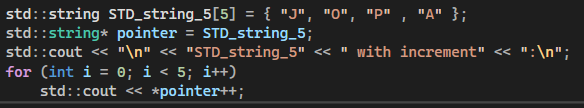 std::string STD_string_5[5] = { "J", "O", "P" , "A" };
std::string* pointer = STD_string_5;
std::cout << "\n" << "STD_string_5" << " with increment" << ":\n";
for (int i = 0; i < 5; i++)
    std::cout << *pointer++;